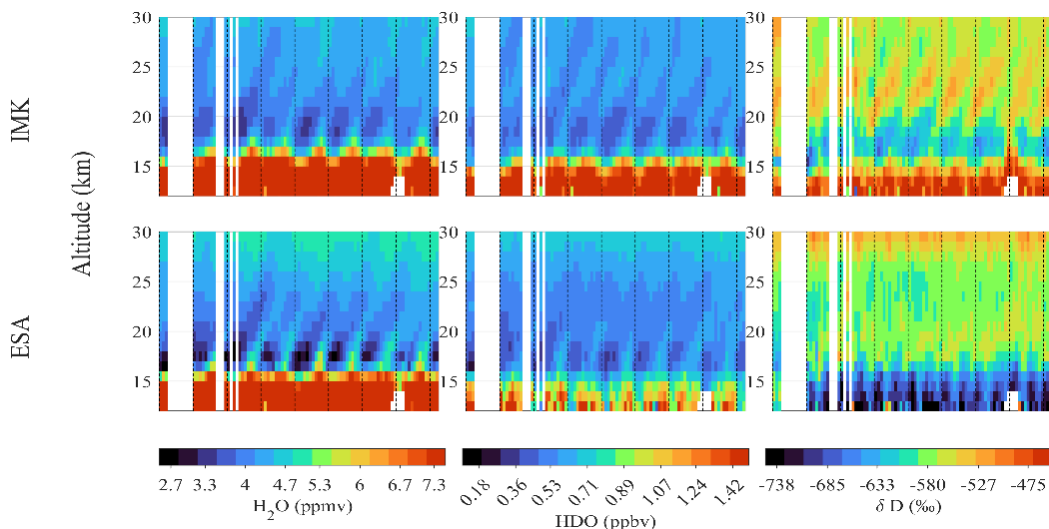 IMK
ESA
Altitude (km)
30
25
20
15
30
25
20
15
30
25
20
15
30
25
20
15
30
25
20
15
30
25
20
15
2.7 3.3 4 4.7 5.3 6 6.7 7.3
H₂O (ppmv)
0.18 0.36 0.53 0.71 0.89 1.07 1.24 1.42
HDO (ppbv)
-738 -685 -633 -580 -527 -475
δ D (‰)